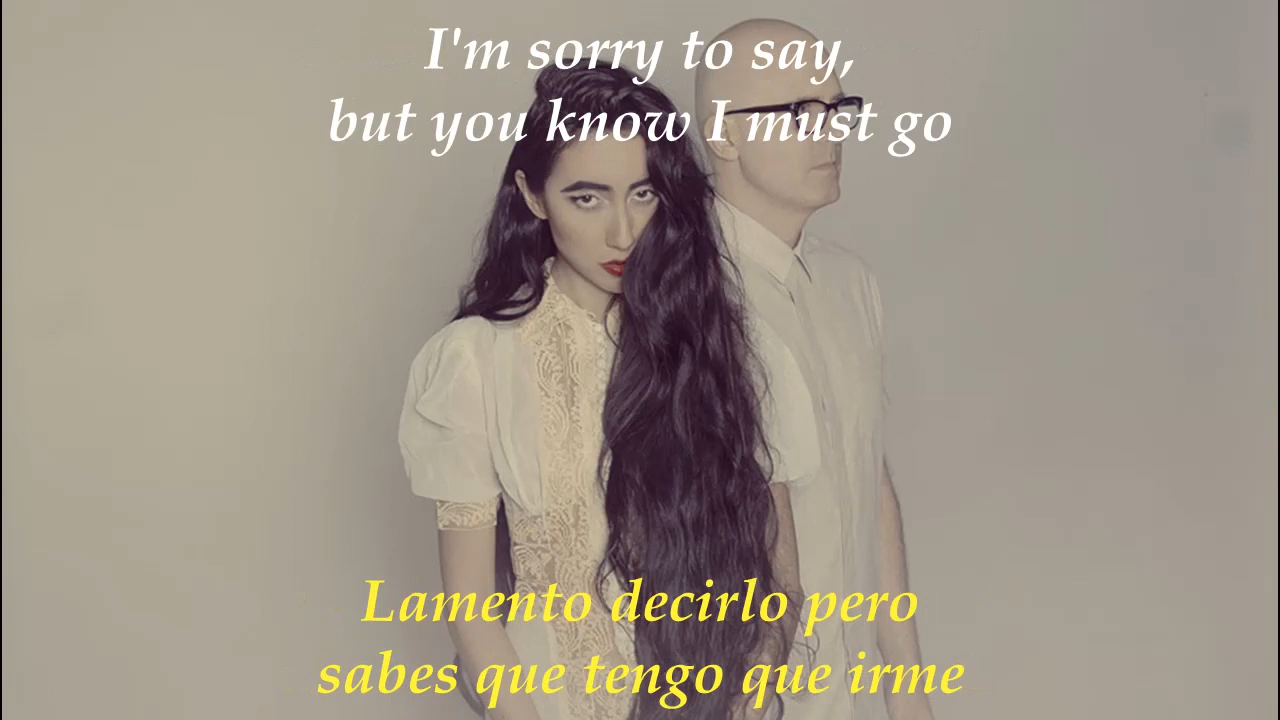 I'm sorry to say,
but you know I must go
Lamento decirlo pero
sabes que tengo que irme